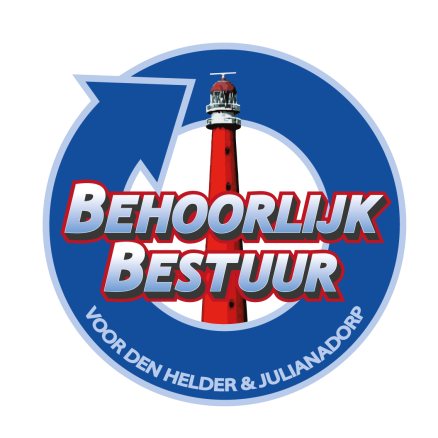 BEHOORLIJK
BESTUUR
VOOR DEN HELDER & JULIANADORP